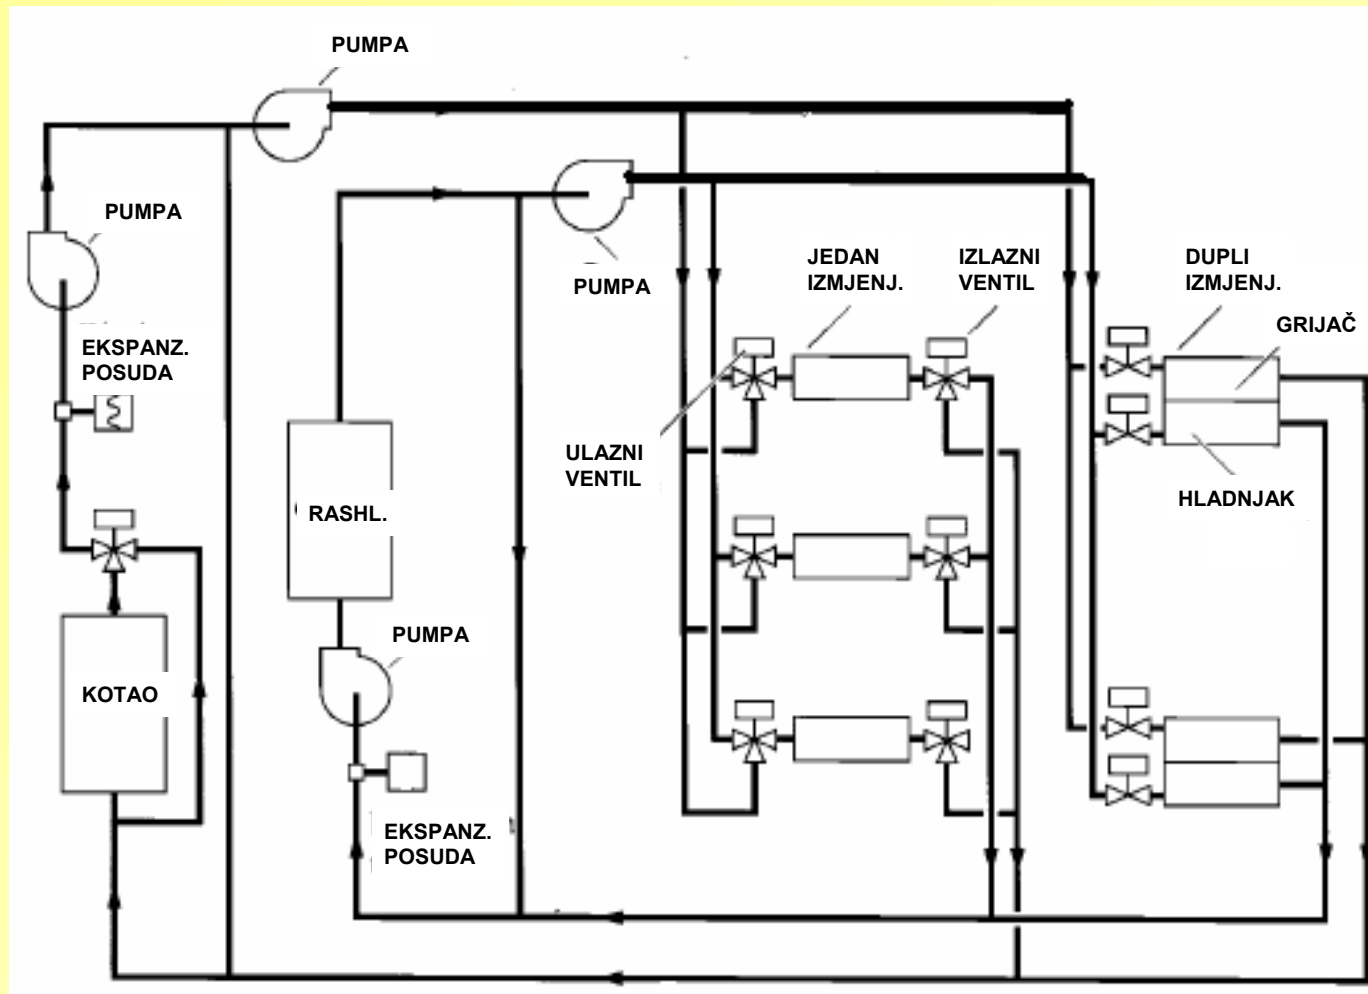 PUMPA
PUMPA
PUMPA
JEDAN
IZMJENJ.
IZLAZNI
VENTIL
DUPLI
IZMJENJ.
GRIJAČ
EKSPANZ.
POSUDA
ULAZNI
VENTIL
HLADNJAK
RASHL.
PUMPA
KOTAO
EKSPANZ.
POSUDA